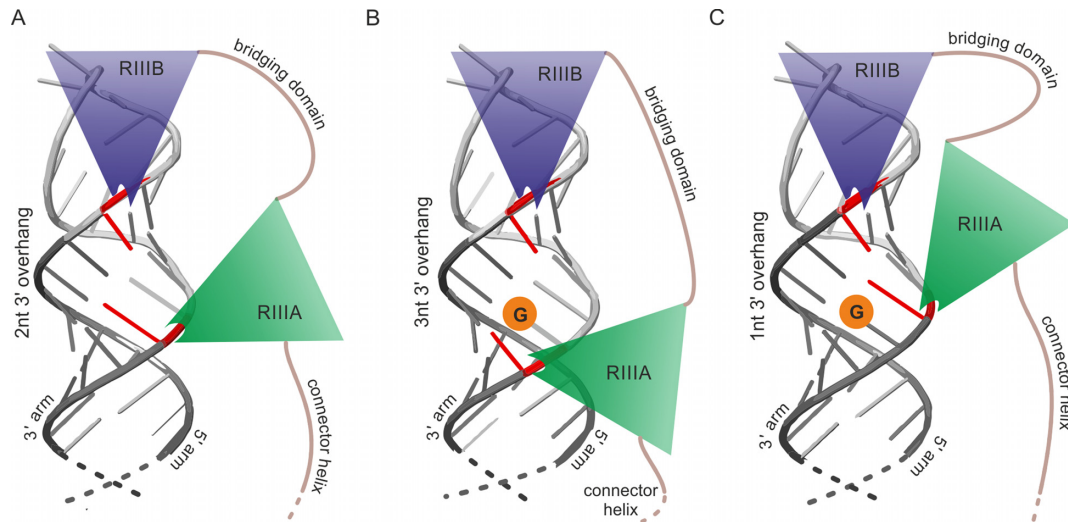 A
RIIIB
bridging domain
2nt 3' overhang
RIIIA
3' arm
5' arm
connector helix
B
RIIIB
bridging domain
3nt 3' overhang
G
RIIIA
3' arm
5' arm
connector
helix
C
RIIIB
bridging domain
1nt 3' overhang
RIIIA
G
3' arm
5' arm
connector helix